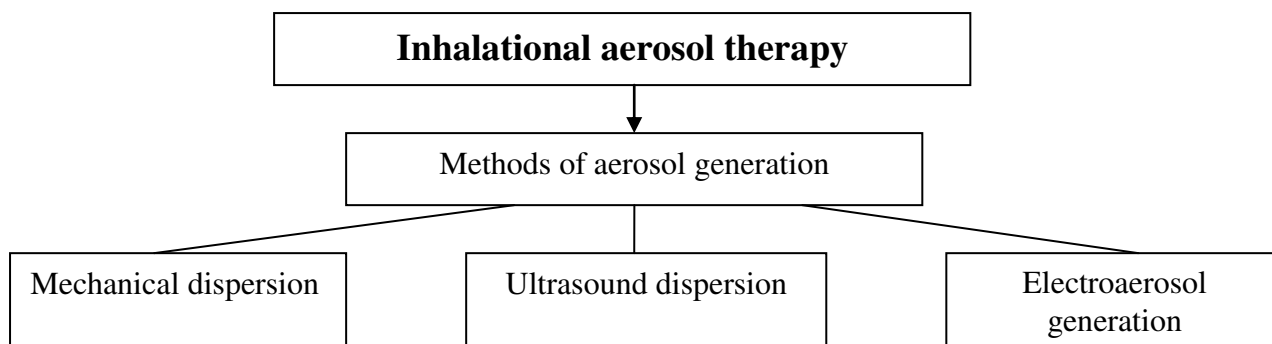 Inhalational aerosol therapy
Methods of aerosol generation
Mechanical dispersion
Ultrasound dispersion
Electroaerosol
generation